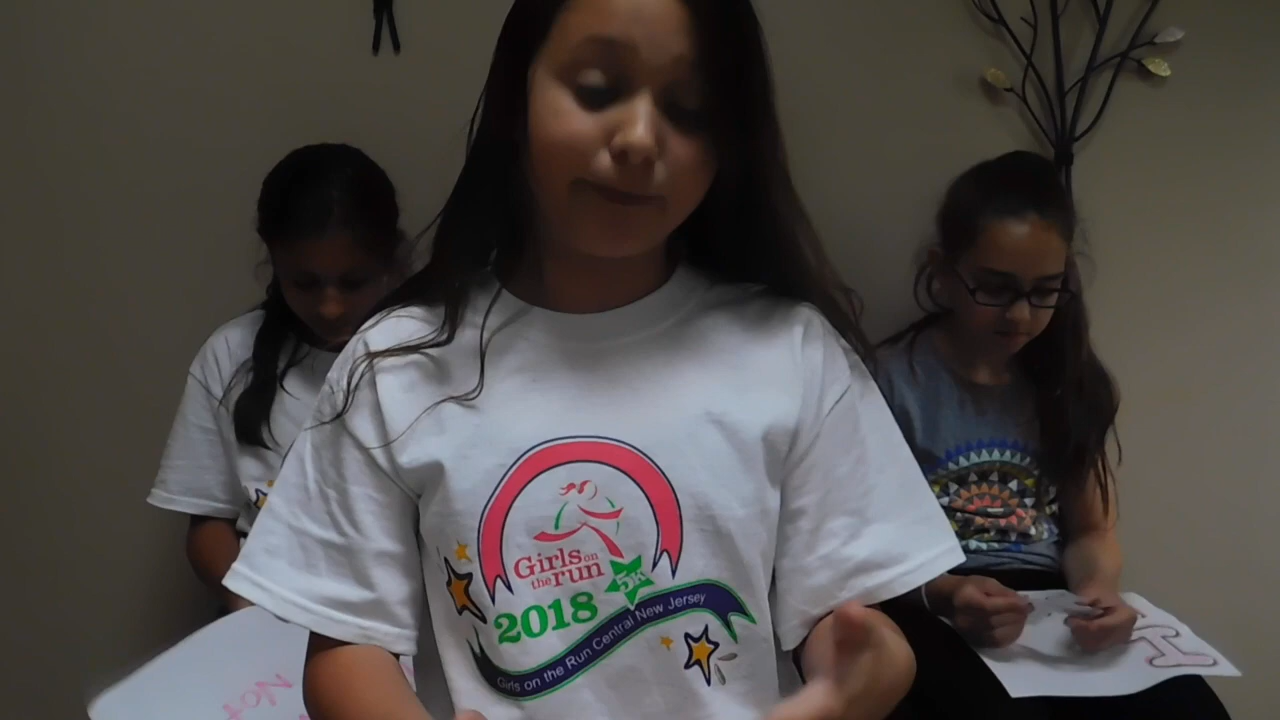 Girls on
the run
5k
2018
Girls on the Run Central New Jersey
Not
I